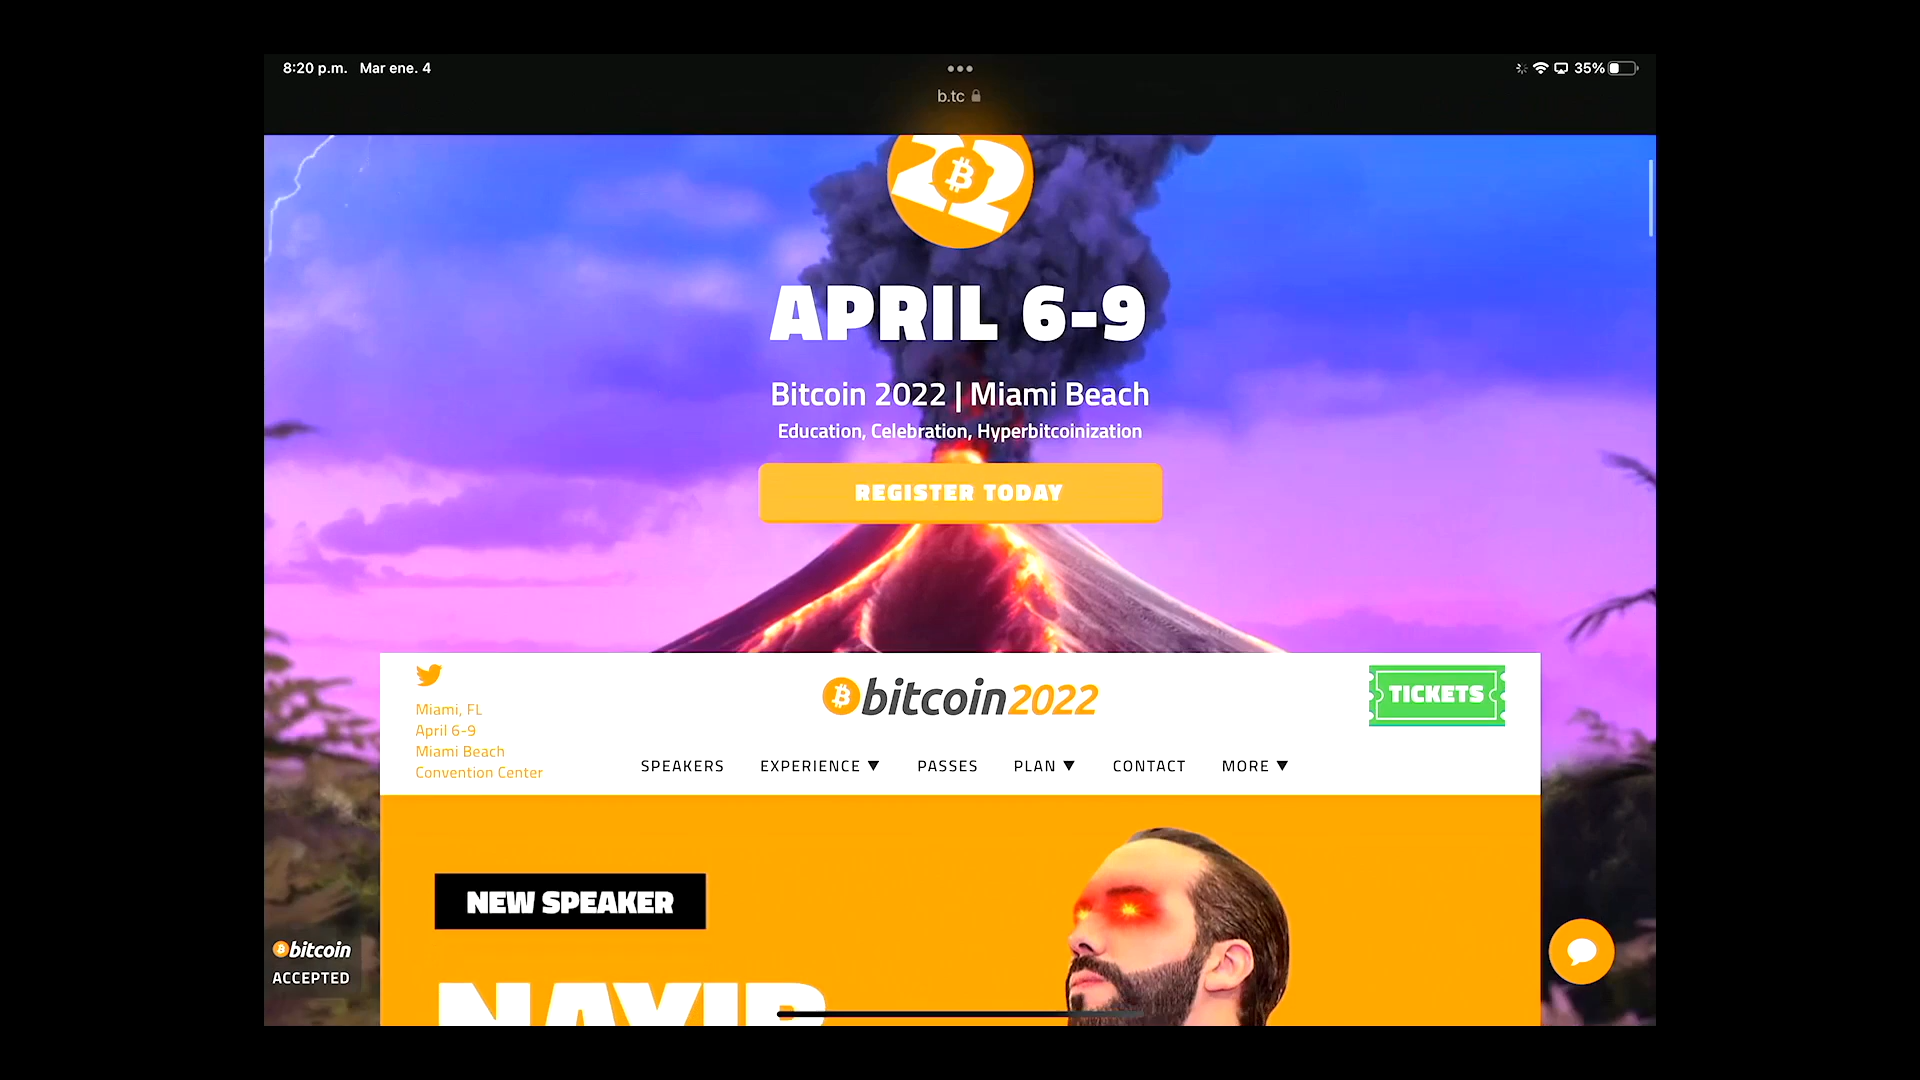 8:20 p.m. Mar ene. 4
35%
b.tc
22
APRIL 6-9
Bitcoin 2022 | Miami Beach
Education, Celebration, Hyperbitcoinization
REGISTER TODAY
Miami, FL
April 6-9
Miami Beach
Convention Center
bitcoin2022
TICKETS
SPEAKERS EXPERIENCE ▼ PASSES PLAN ▼ CONTACT MORE ▼
NEW SPEAKER
NAYIB
bitcoin
ACCEPTED